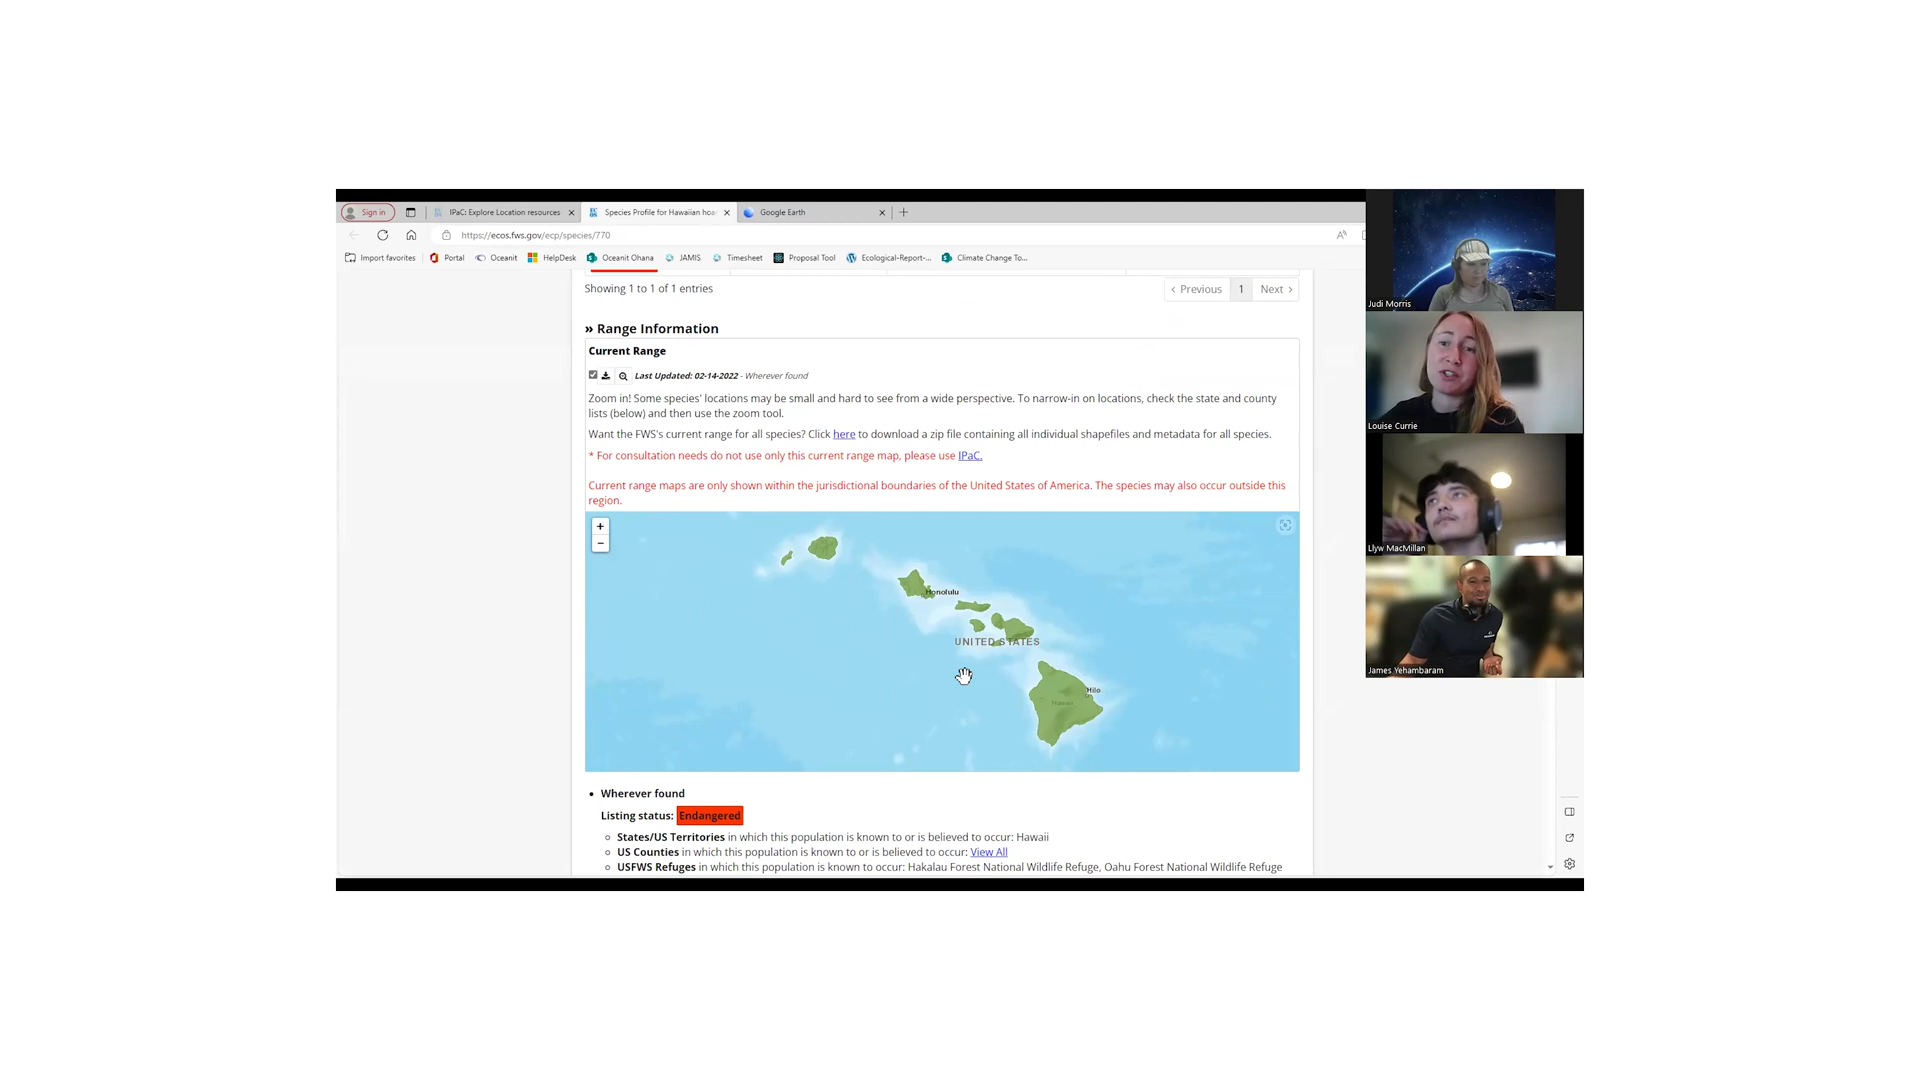 Sign in
IPaC: Explore Location resources
Species Profile for Hawaiian hoa
Google Earth
https://ecos.fws.gov/ecp/species/770
Import favorites
Portal
Oceanit
HelpDesk
Oceanit Ohana
JAMIS
Timesheet
Proposal Tool
Ecological-Report-...
Climate Change To...
Showing 1 to 1 of 1 entries
‹ Previous 1 Next ›
» Range Information
Current Range
Last Updated: 02-14-2022 - Wherever found
Zoom in! Some species' locations may be small and hard to see from a wide perspective. To narrow-in on locations, check the state and county
lists (below) and then use the zoom tool.
Want the FWS's current range for all species? Click here to download a zip file containing all individual shapefiles and metadata for all species.
* For consultation needs do not use only this current range map, please use IPaC.
Current range maps are only shown within the jurisdictional boundaries of the United States of America. The species may also occur outside this
region.
+
−
Honolulu
UNITED STATES
Hilo
Hawaii
• Wherever found
Listing status: Endangered
States/US Territories in which this population is known to or is believed to occur: Hawaii
US Counties in which this population is known to or is believed to occur: View All
USFWS Refuges in which this population is known to occur: Hakalau Forest National Wildlife Refuge, Oahu Forest National Wildlife Refuge
Judi Morris
Louise Currie
Llyw MacMillan
James Yehambaram